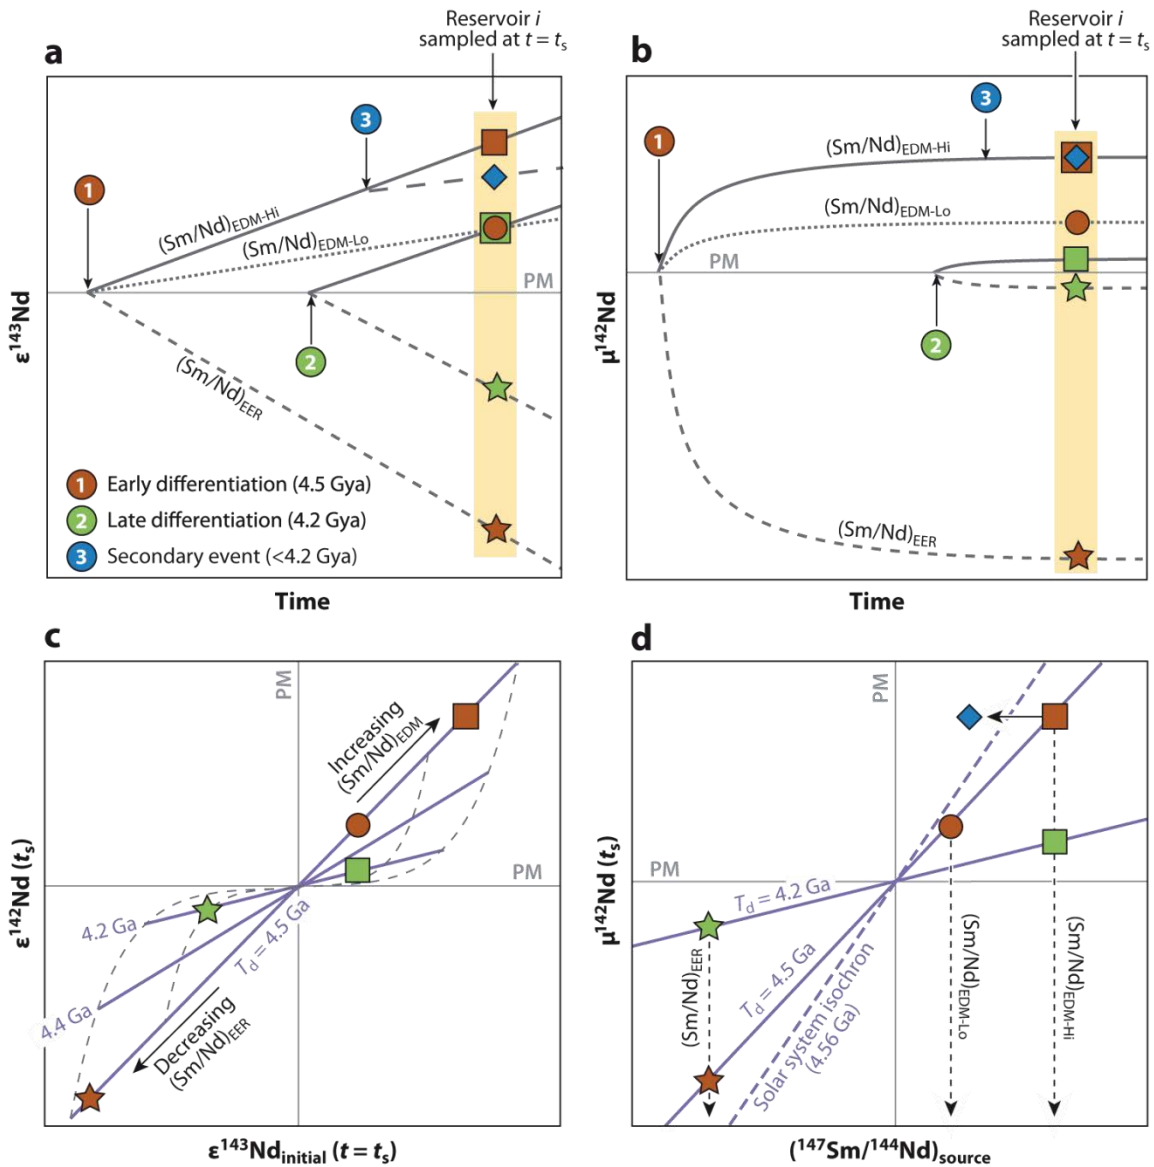 a
Reservoir i
sampled at t = tₛ
3
1
(Sm/Nd)EDM-Hi
(Sm/Nd)EDM-Lo
PM
2
(Sm/Nd)EER
1 Early differentiation (4.5 Gya)
2 Late differentiation (4.2 Gya)
3 Secondary event (<4.2 Gya)
ε¹⁴³Nd
Time
b
Reservoir i
sampled at t = tₛ
3
1
(Sm/Nd)EDM-Hi
(Sm/Nd)EDM-Lo
PM
2
(Sm/Nd)EER
μ¹⁴²Nd
Time
c
PM
Increasing
(Sm/Nd)EDM
PM
4.2 Ga
Td = 4.5 Ga
4.4 Ga
Decreasing
(Sm/Nd)EER
ε¹⁴²Nd (tₛ)
ε¹⁴³Ndinitial (t = tₛ)
d
PM
PM
Td = 4.2 Ga
(Sm/Nd)EER
Td = 4.5 Ga
Solar system isochron
(4.56 Ga)
(Sm/Nd)EDM-Lo
(Sm/Nd)EDM-Hi
μ¹⁴²Nd (tₛ)
(¹⁴⁷Sm/¹⁴⁴Nd)source